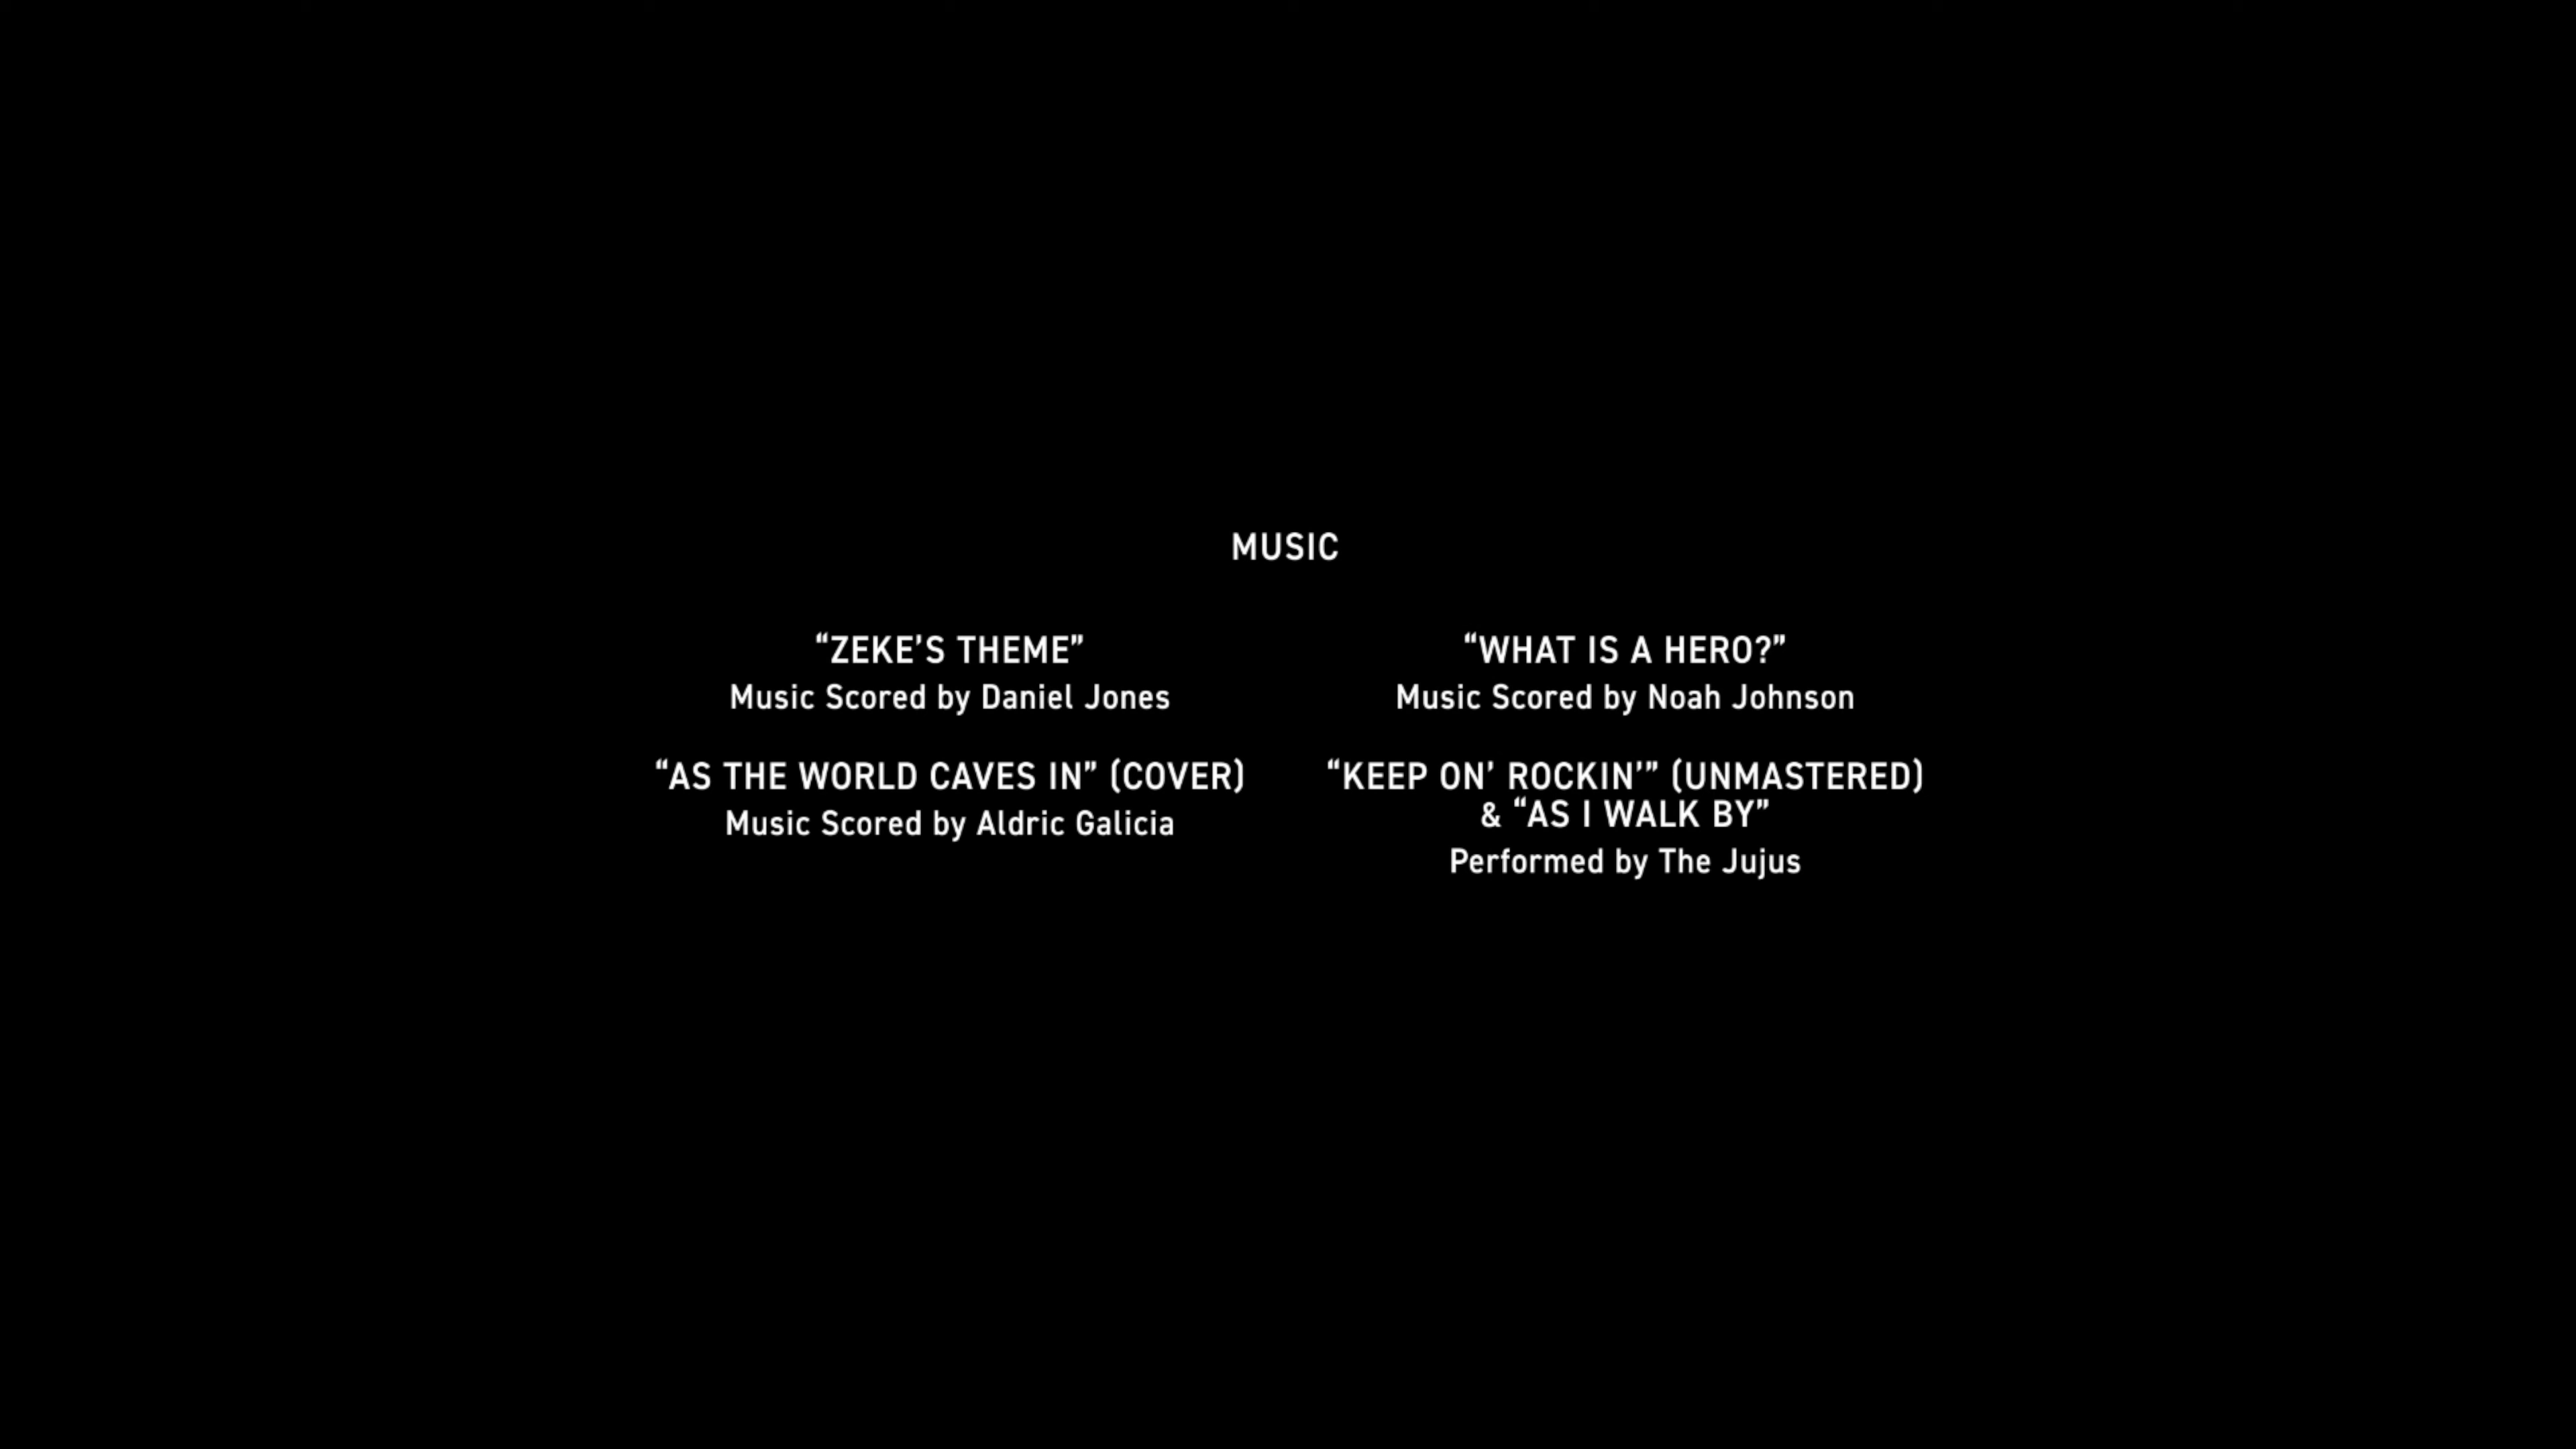 MUSIC
“ZEKE’S THEME”
Music Scored by Daniel Jones
“WHAT IS A HERO?”
Music Scored by Noah Johnson
“AS THE WORLD CAVES IN” (COVER)
Music Scored by Aldric Galicia
“KEEP ON’ ROCKIN’” (UNMASTERED)
& “AS I WALK BY”
Performed by The Jujus